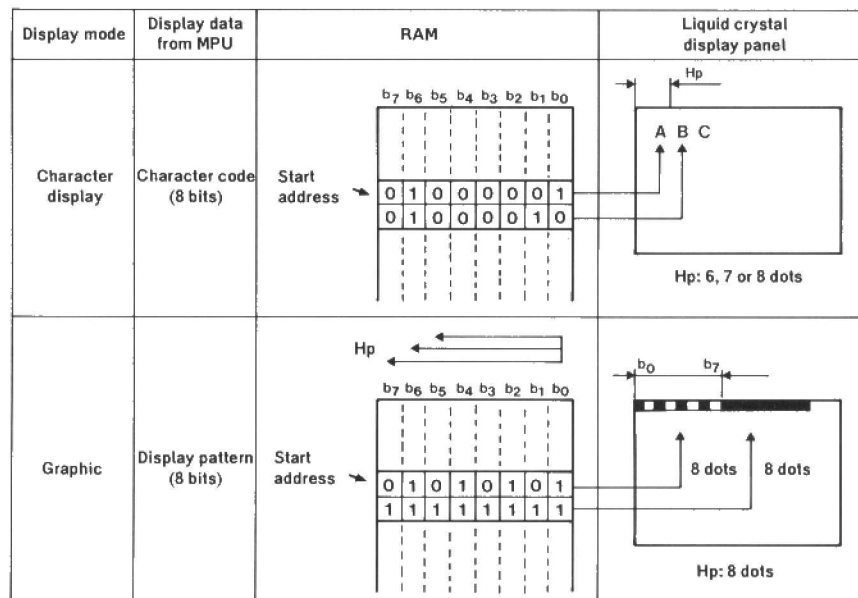 Display mode
Display data
from MPU
RAM
Liquid crystal
display panel
Character
display
Character code
(8 bits)
Start
address
b7 b6 b5 b4 b3 b2 b1 b0
0 1 0 0 0 0 0 1
0 1 0 0 0 0 1 0
Hp
A B C
Hp: 6, 7 or 8 dots
Graphic
Display pattern
(8 bits)
Start
address
Hp
b7 b6 b5 b4 b3 b2 b1 b0
0 1 0 1 0 1 0 1
1 1 1 1 1 1 1 1
b0 b7
8 dots 8 dots
Hp: 8 dots